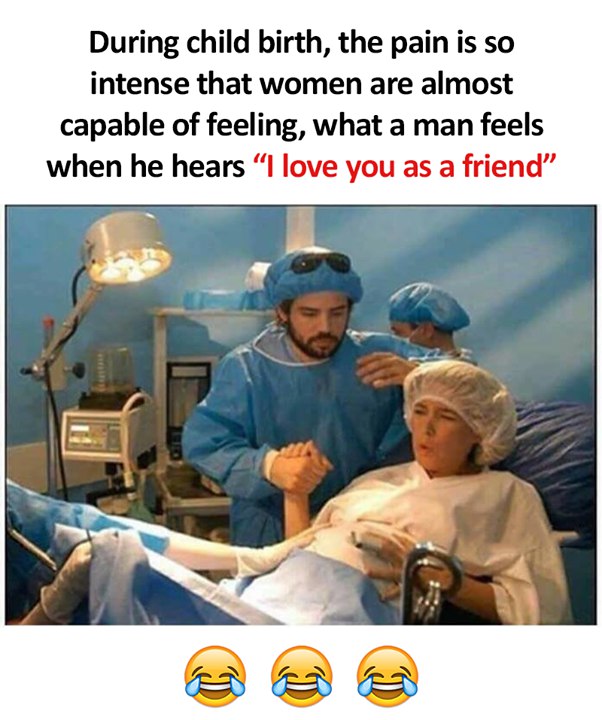 During child birth, the pain is so
intense that women are almost
capable of feeling, what a man feels
when he hears “I love you as a friend”